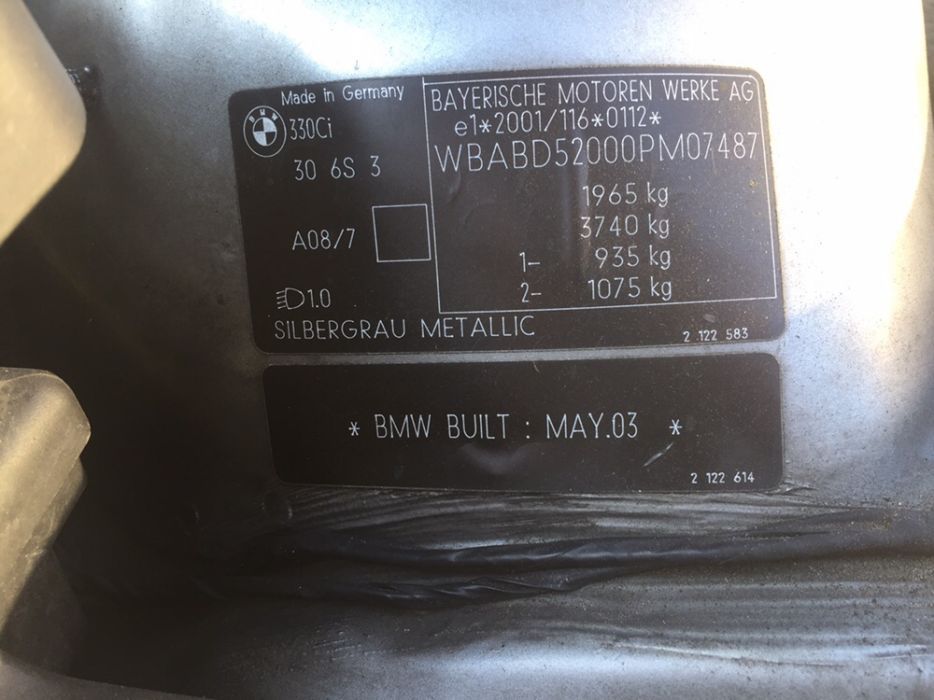 Made in Germany
BMW
330Ci
30 6S 3
A08/7
1.0
SILBERGRAU METALLIC
BAYERISCHE MOTOREN WERKE AG
e1*2001/116*0112*
WBABD52000PM07487
1965 kg
3740 kg
1- 935 kg
2- 1075 kg
2 122 583
* BMW BUILT : MAY.03 *
2 122 614